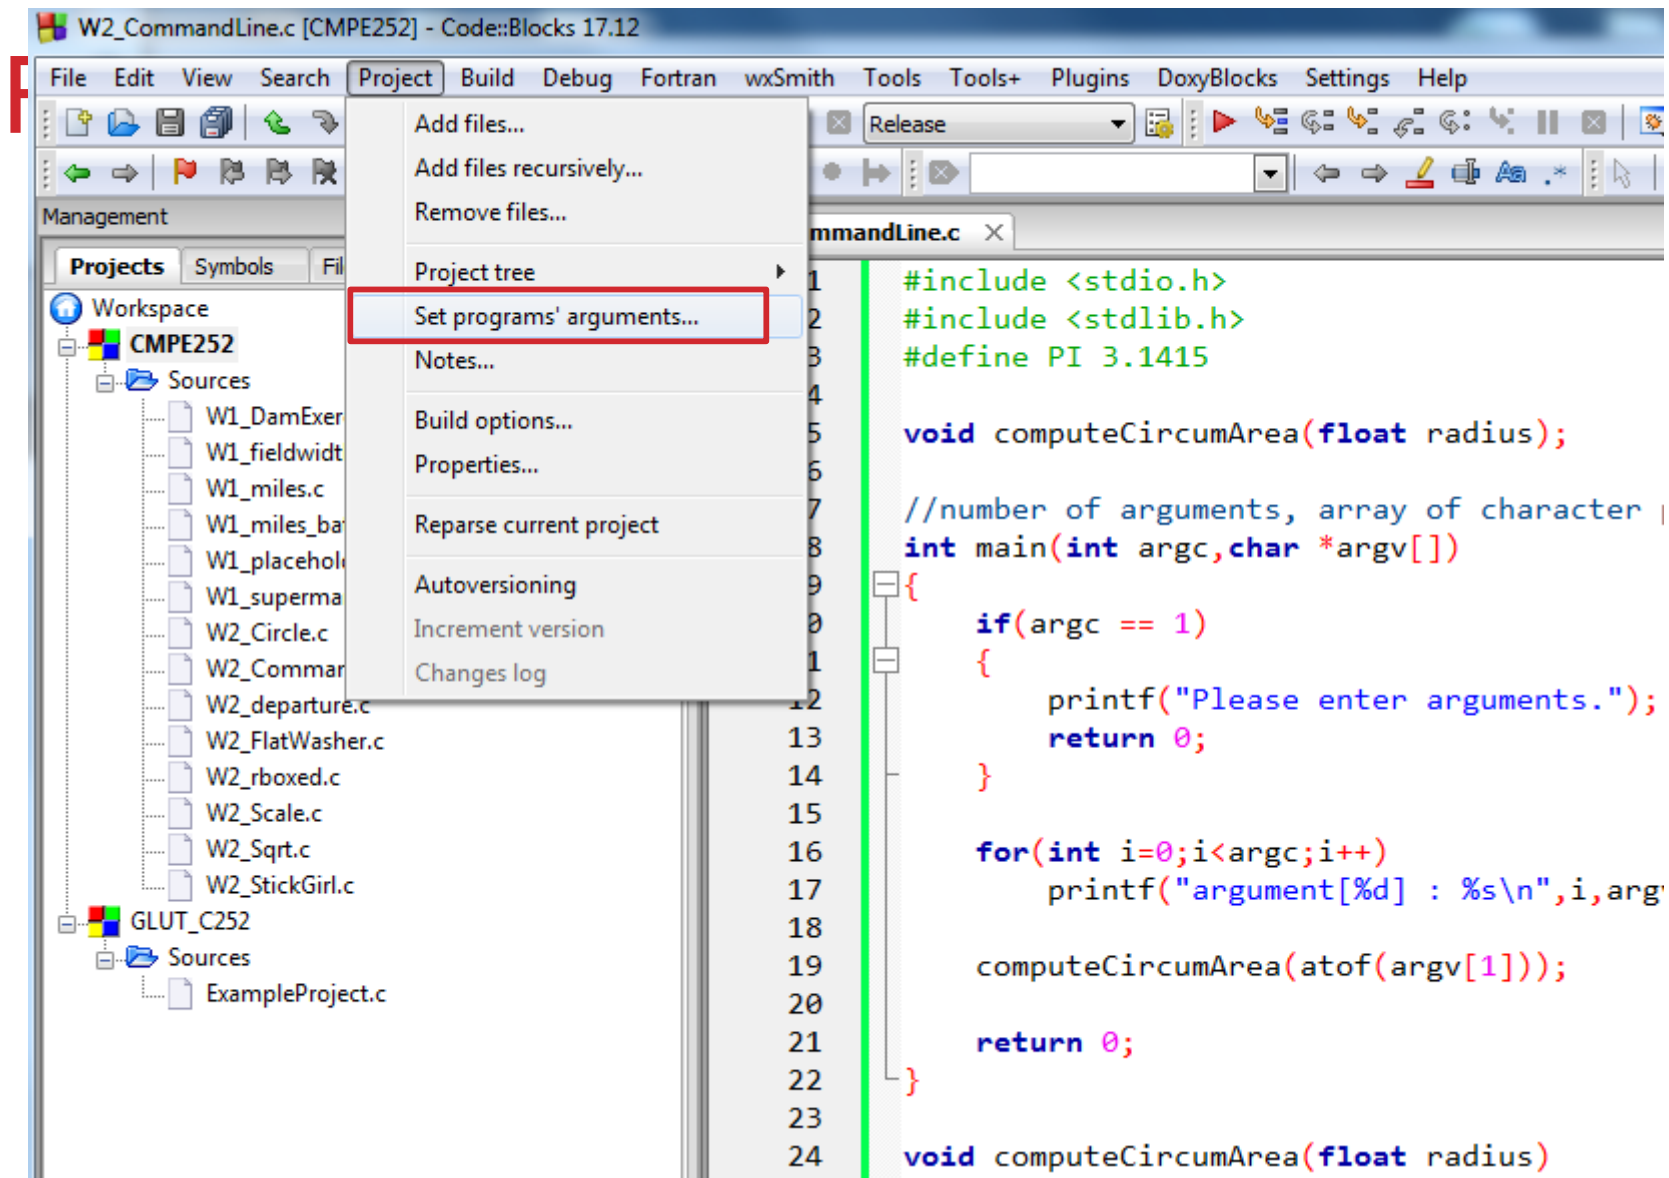 W2_CommandLine.c [CMPE252] - Code::Blocks 17.12
File Edit View Search Project Build Debug Fortran wxSmith Tools Tools+ Plugins DoxyBlocks Settings Help
Release
Add files...
Add files recursively...
Remove files...
Project tree
Set programs' arguments...
Notes...
Build options...
Properties...
Reparse current project
Autoversioning
Increment version
Changes log
Management
Projects Symbols Fil
Workspace
CMPE252
Sources
W1_DamExer
W1_fieldwidt
W1_miles.c
W1_miles_ba
W1_placehol
W1_superma
W2_Circle.c
W2_Commar
W2_departure.c
W2_FlatWasher.c
W2_rboxed.c
W2_Scale.c
W2_Sqrt.c
W2_StickGirl.c
GLUT_C252
Sources
ExampleProject.c
mmandLine.c
1 #include <stdio.h>
2 #include <stdlib.h>
3 #define PI 3.1415
4
5 void computeCircumArea(float radius);
6
7 //number of arguments, array of character
8 int main(int argc,char *argv[])
9 {
0 if(argc == 1)
1 {
12 printf("Please enter arguments.");
13 return 0;
14 }
15
16 for(int i=0;i<argc;i++)
17 printf("argument[%d] : %s\n",i,argv
18
19 computeCircumArea(atof(argv[1]));
20
21 return 0;
22 }
23
24 void computeCircumArea(float radius)